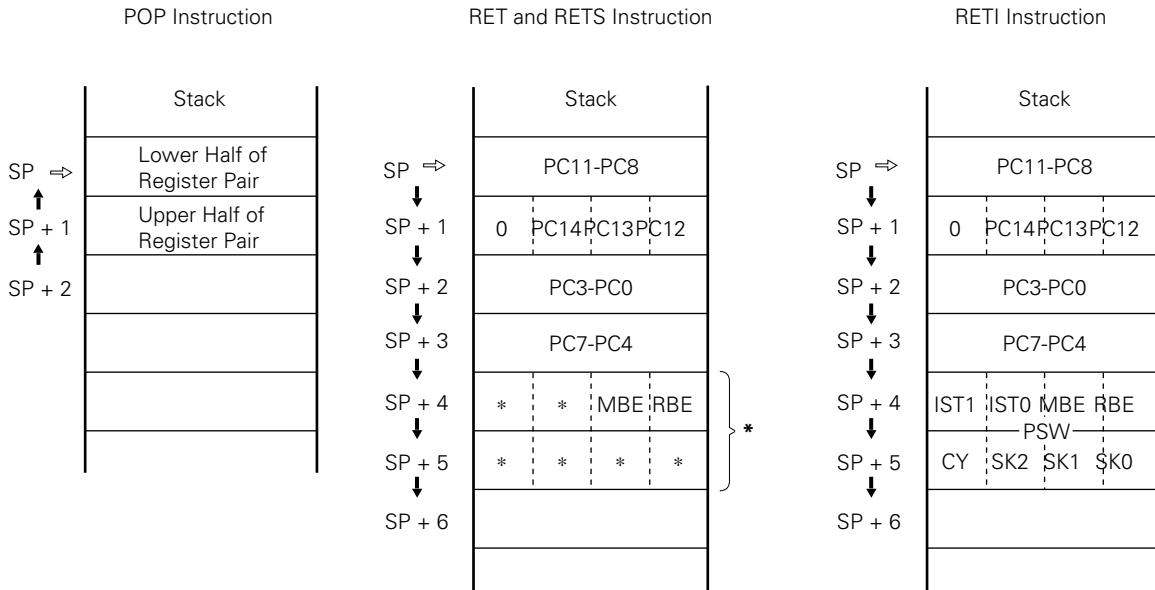 POP Instruction
Stack
SP ⇨ Lower Half of
Register Pair
SP + 1 Upper Half of
Register Pair
SP + 2
RET and RETS Instruction
Stack
SP ⇨ PC11-PC8
SP + 1 0 PC14 PC13 PC12
SP + 2 PC3-PC0
SP + 3 PC7-PC4
SP + 4 * * MBE RBE
*
SP + 5 * * * *
SP + 6
RETI Instruction
Stack
SP ⇨ PC11-PC8
SP + 1 0 PC14 PC13 PC12
SP + 2 PC3-PC0
SP + 3 PC7-PC4
SP + 4 IST1 IST0 MBE RBE
PSW
SP + 5 CY SK2 SK1 SK0
SP + 6